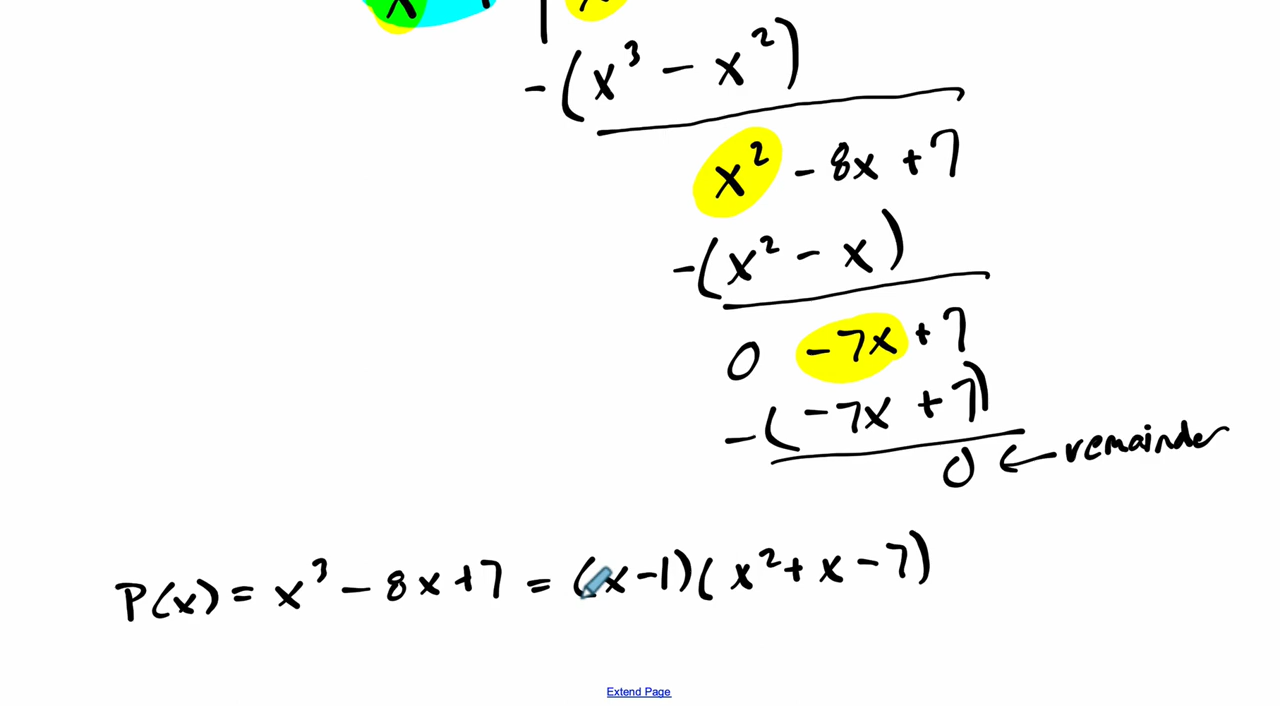 -(x³ - x²)
x² - 8x + 7
-(x² - x)
0 -7x + 7
-(-7x + 7)
0 ← remainder
P(x) = x³ - 8x + 7 = (x-1)(x² + x - 7)
Extend Page